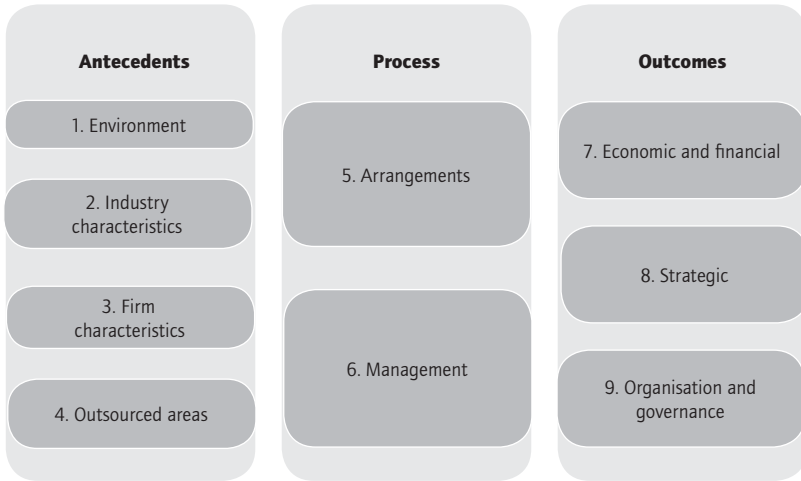 Antecedents
1. Environment
2. Industry
characteristics
3. Firm
characteristics
4. Outsourced areas
Process
5. Arrangements
6. Management
Outcomes
7. Economic and financial
8. Strategic
9. Organisation and
governance